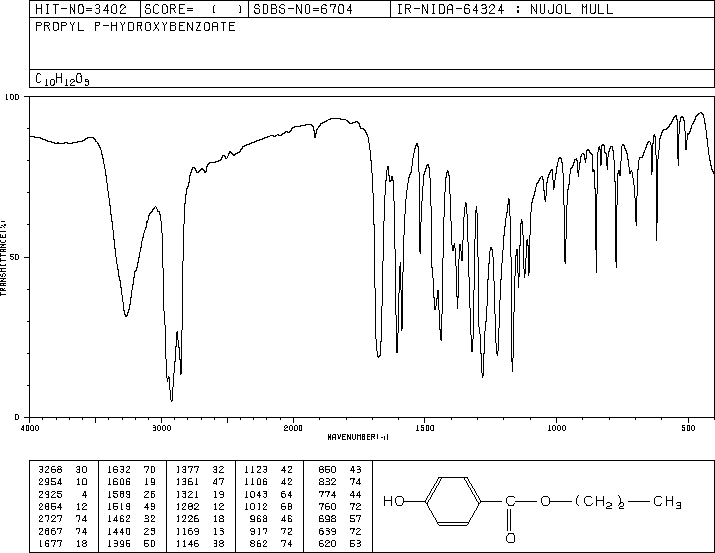 HIT-NO=3402 SCORE= ( ) SDBS-NO=6704 IR-NIDA-64324 : NUJOL MULL
PROPYL P-HYDROXYBENZOATE
C10H12O3
100
50
0
TRANSMITTANCE(%)
4000 3000 2000 1500 1000 500
WAVENUMBER(-1)
3268 30 1632 70 1377 32 1123 42 850 43
2954 10 1606 19 1361 47 1106 42 832 74
2925 4 1589 26 1321 19 1043 64 774 44
2854 12 1519 49 1282 12 1012 68 760 72
2727 74 1462 32 1226 18 968 46 698 57
2667 74 1440 23 1169 13 917 72 639 72
1677 18 1396 50 1146 38 862 74 620 53
HO C O (CH2)2 CH3
O